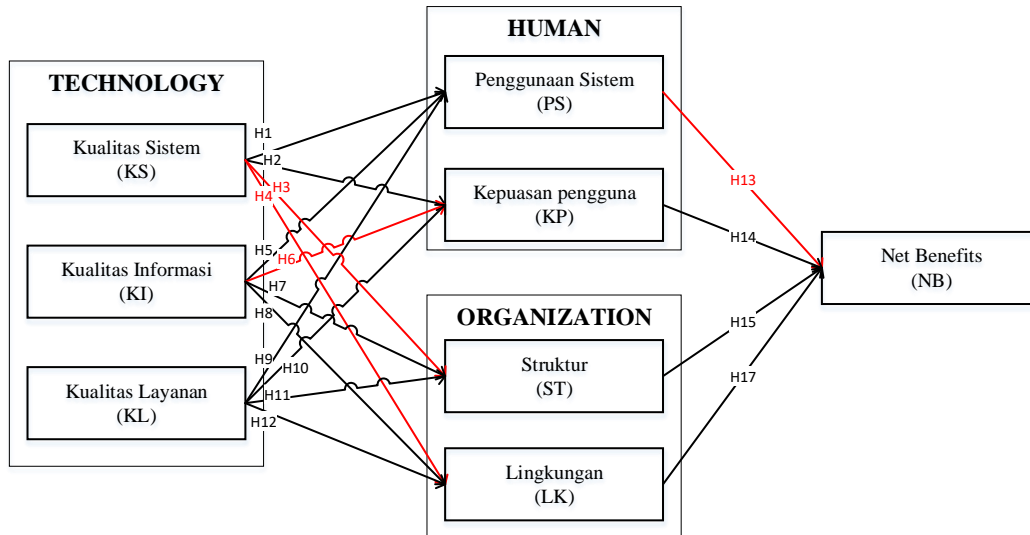 TECHNOLOGY
Kualitas Sistem
(KS)
Kualitas Informasi
(KI)
Kualitas Layanan
(KL)
H1
H2
H3
H4
H5
H6
H7
H8
H9
H10
H11
H12
HUMAN
Penggunaan Sistem
(PS)
Kepuasan pengguna
(KP)
ORGANIZATION
Struktur
(ST)
Lingkungan
(LK)
H13
H14
H15
H17
Net Benefits
(NB)